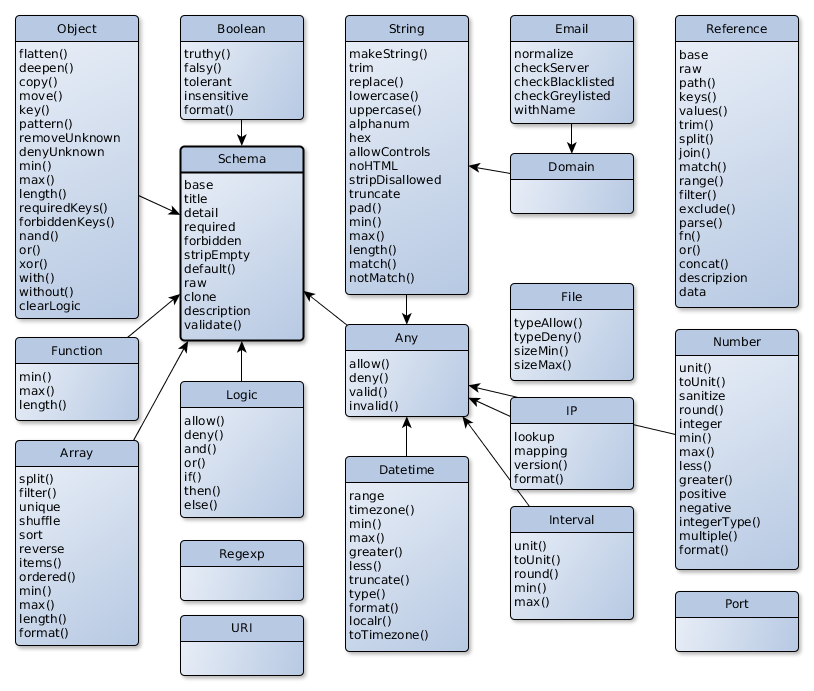 Object
flatten()
deepen()
copy()
move()
key()
pattern()
removeUnknown
denyUnknown
min()
max()
length()
requiredKeys()
forbiddenKeys()
nand()
or()
xor()
with()
without()
clearLogic
Function
min()
max()
length()
Array
split()
filter()
unique
shuffle
sort
reverse
items()
ordered()
min()
max()
length()
format()
Boolean
truthy()
falsy()
tolerant
insensitive
format()
Schema
base
title
detail
required
forbidden
stripEmpty
default()
raw
clone
description
validate()
Logic
allow()
deny()
and()
or()
if()
then()
else()
Regexp
URI
String
makeString()
trim
replace()
lowercase()
uppercase()
alphanum
hex
allowControls
noHTML
stripDisallowed
truncate
pad()
min()
max()
length()
match()
notMatch()
Any
allow()
deny()
valid()
invalid()
Datetime
range
timezone()
min()
max()
greater()
less()
truncate()
type()
format()
localr()
toTimezone()
Email
normalize
checkServer
checkBlacklisted
checkGreylisted
withName
Domain
File
typeAllow()
typeDeny()
sizeMin()
sizeMax()
IP
lookup
mapping
version()
format()
Interval
unit()
toUnit()
round()
min()
max()
Reference
base
raw
path()
keys()
values()
trim()
split()
join()
match()
range()
filter()
exclude()
parse()
fn()
or()
concat()
descripzion
data
Number
unit()
toUnit()
sanitize
round()
integer
min()
max()
less()
greater()
positive
negative
integerType()
multiple()
format()
Port